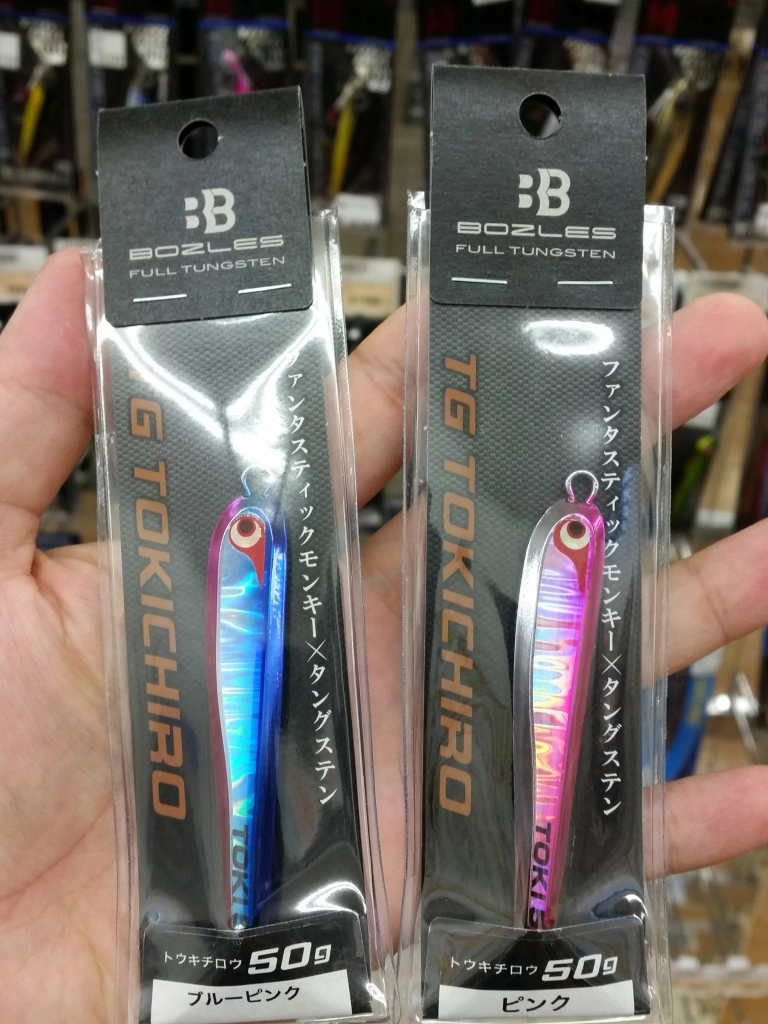 BOZLES
FULL TUNGSTEN
TG TOKICHIRO
ァンタスティックモンキー×タングステン
TOKI
トウキチロウ 50g
ブルーピンク
BOZLES
FULL TUNGSTEN
TG TOKICHIRO
ファンタスティックモンキー×タングステン
TOKI
トウキチロウ 50g
ピンク